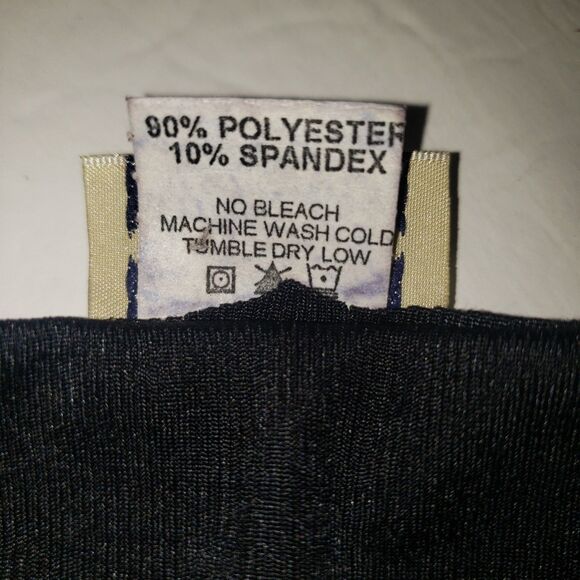 90% POLYESTER
10% SPANDEX
NO BLEACH
MACHINE WASH COLD
TUMBLE DRY LOW